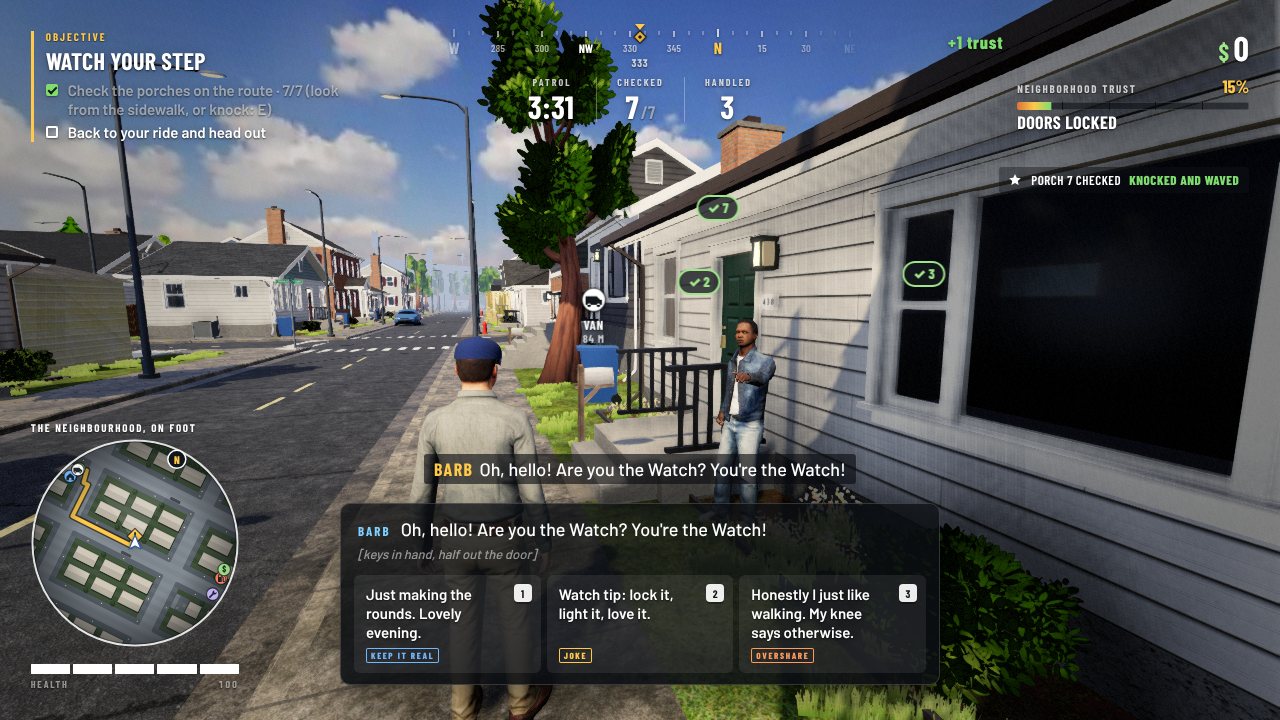 OBJECTIVE
WATCH YOUR STEP
Check the porches on the route · 7/7 (look
from the sidewalk, or knock: E)
Back to your ride and head out
W 285 300 NW 330 345 N 15 30 NE
333
PATROL CHECKED HANDLED
3:31 7/7 3
+1 trust
$ 0
NEIGHBORHOOD TRUST 15%
DOORS LOCKED
PORCH 7 CHECKED KNOCKED AND WAVED
7
2
3
VAN
84 M
THE NEIGHBOURHOOD, ON FOOT
N
$
HEALTH 100
BARB Oh, hello! Are you the Watch? You're the Watch!
BARB Oh, hello! Are you the Watch? You're the Watch!
[keys in hand, half out the door]
Just making the
rounds. Lovely
evening.
1
KEEP IT REAL
Watch tip: lock it,
light it, love it.
2
JOKE
Honestly I just like
walking. My knee
says otherwise.
3
OVERSHARE